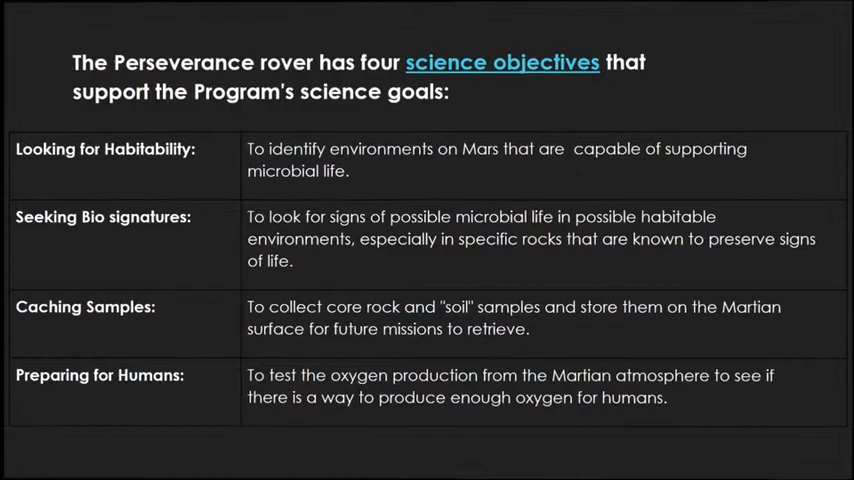 The Perseverance rover has four science objectives that
support the Program's science goals:
Looking for Habitability:
To identify environments on Mars that are capable of supporting
microbial life.
Seeking Bio signatures:
To look for signs of possible microbial life in possible habitable
environments, especially in specific rocks that are known to preserve signs
of life.
Caching Samples:
To collect core rock and "soil" samples and store them on the Martian
surface for future missions to retrieve.
Preparing for Humans:
To test the oxygen production from the Martian atmosphere to see if
there is a way to produce enough oxygen for humans.